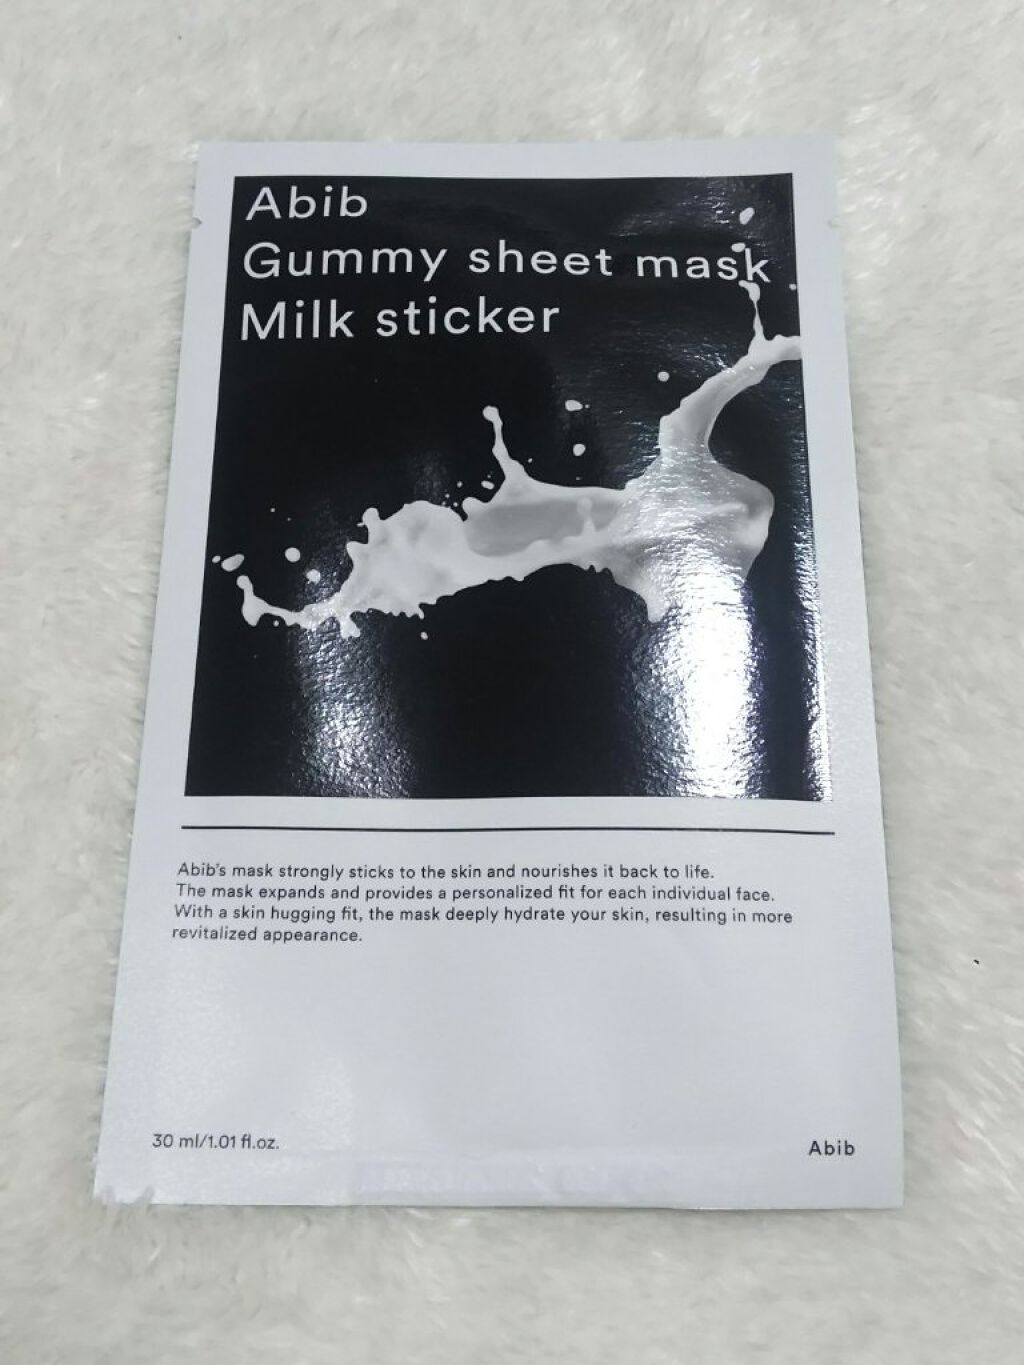 Abib
Gummy sheet mask
Milk sticker
Abib's mask strongly sticks to the skin and nourishes it back to life.
The mask expands and provides a personalized fit for each individual face.
With a skin hugging fit, the mask deeply hydrate your skin, resulting in more
revitalized appearance.
30 ml/1.01 fl.oz.
Abib